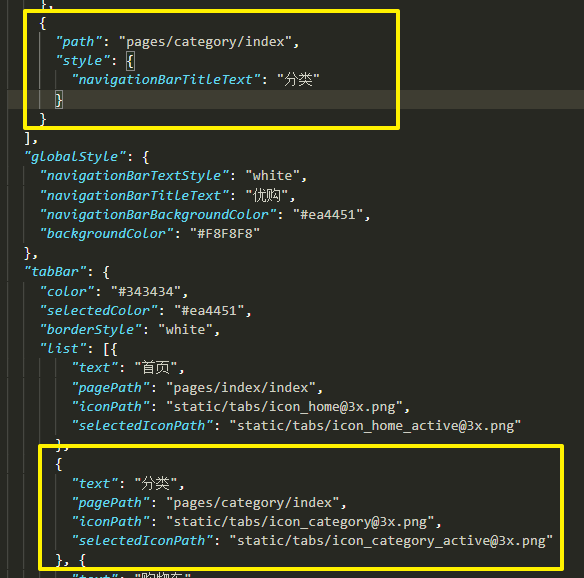 },
{
"path": "pages/category/index",
"style": {
"navigationBarTitleText": "分类"
}
}
],
"globalStyle": {
"navigationBarTextStyle": "white",
"navigationBarTitleText": "优购",
"navigationBarBackgroundColor": "#ea4451",
"backgroundColor": "#F8F8F8"
},
"tabBar": {
"color": "#343434",
"selectedColor": "#ea4451",
"borderStyle": "white",
"list": [{
"text": "首页",
"pagePath": "pages/index/index",
"iconPath": "static/tabs/icon_home@3x.png",
"selectedIconPath": "static/tabs/icon_home_active@3x.png"
},
{
"text": "分类",
"pagePath": "pages/category/index",
"iconPath": "static/tabs/icon_category@3x.png",
"selectedIconPath": "static/tabs/icon_category_active@3x.png"
}, {
"text": "购物车"